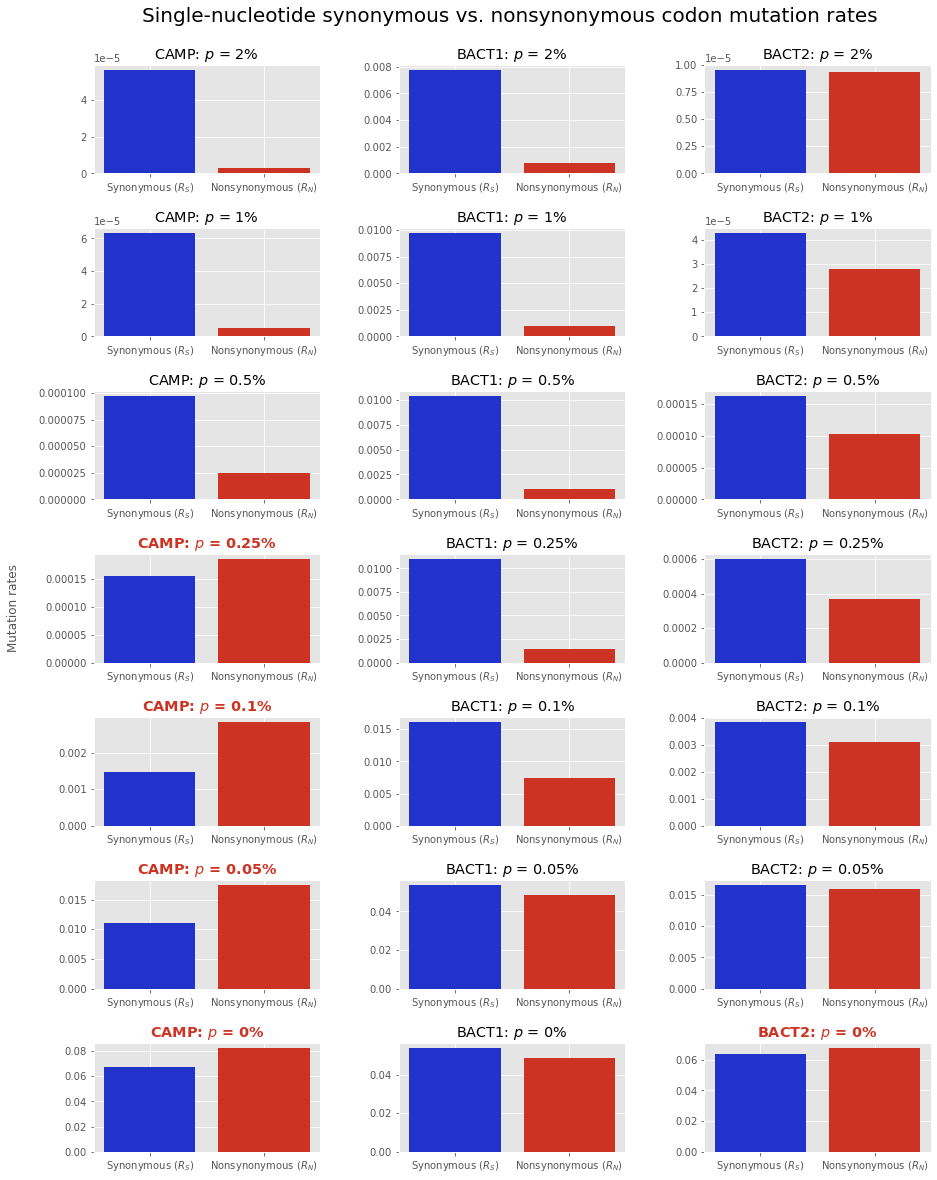 Single-nucleotide synonymous vs. nonsynonymous codon mutation rates
CAMP: p = 2%
1e−5
4
2
0
Synonymous (R_S) Nonsynonymous (R_N)
BACT1: p = 2%
0.008
0.006
0.004
0.002
0.000
Synonymous (R_S) Nonsynonymous (R_N)
BACT2: p = 2%
1e−5
1.00
0.75
0.50
0.25
0.00
Synonymous (R_S) Nonsynonymous (R_N)
CAMP: p = 1%
1e−5
6
4
2
0
Synonymous (R_S) Nonsynonymous (R_N)
BACT1: p = 1%
0.0100
0.0075
0.0050
0.0025
0.0000
Synonymous (R_S) Nonsynonymous (R_N)
BACT2: p = 1%
1e−5
4
3
2
1
0
Synonymous (R_S) Nonsynonymous (R_N)
CAMP: p = 0.5%
0.000100
0.000075
0.000050
0.000025
0.000000
Synonymous (R_S) Nonsynonymous (R_N)
BACT1: p = 0.5%
0.0100
0.0075
0.0050
0.0025
0.0000
Synonymous (R_S) Nonsynonymous (R_N)
BACT2: p = 0.5%
0.00015
0.00010
0.00005
0.00000
Synonymous (R_S) Nonsynonymous (R_N)
Mutation rates
CAMP: p = 0.25%
0.00015
0.00010
0.00005
0.00000
Synonymous (R_S) Nonsynonymous (R_N)
BACT1: p = 0.25%
0.0100
0.0075
0.0050
0.0025
0.0000
Synonymous (R_S) Nonsynonymous (R_N)
BACT2: p = 0.25%
0.0006
0.0004
0.0002
0.0000
Synonymous (R_S) Nonsynonymous (R_N)
CAMP: p = 0.1%
0.002
0.001
0.000
Synonymous (R_S) Nonsynonymous (R_N)
BACT1: p = 0.1%
0.015
0.010
0.005
0.000
Synonymous (R_S) Nonsynonymous (R_N)
BACT2: p = 0.1%
0.004
0.003
0.002
0.001
0.000
Synonymous (R_S) Nonsynonymous (R_N)
CAMP: p = 0.05%
0.015
0.010
0.005
0.000
Synonymous (R_S) Nonsynonymous (R_N)
BACT1: p = 0.05%
0.04
0.02
0.00
Synonymous (R_S) Nonsynonymous (R_N)
BACT2: p = 0.05%
0.015
0.010
0.005
0.000
Synonymous (R_S) Nonsynonymous (R_N)
CAMP: p = 0%
0.08
0.06
0.04
0.02
0.00
Synonymous (R_S) Nonsynonymous (R_N)
BACT1: p = 0%
0.04
0.02
0.00
Synonymous (R_S) Nonsynonymous (R_N)
BACT2: p = 0%
0.06
0.04
0.02
0.00
Synonymous (R_S) Nonsynonymous (R_N)